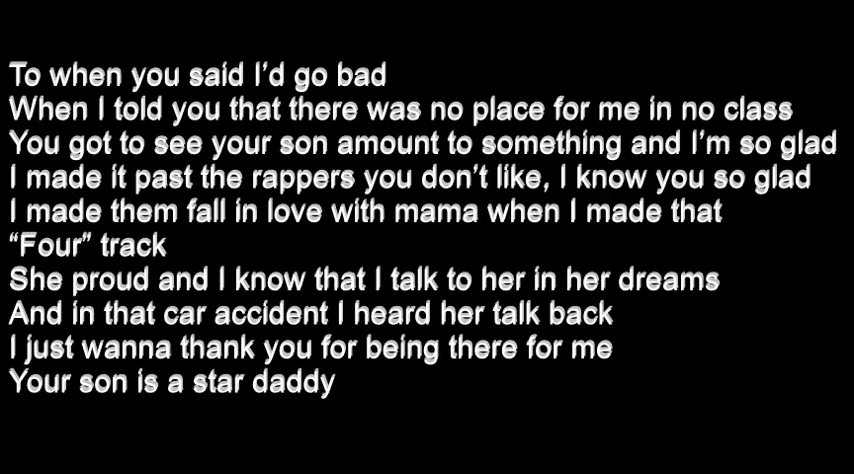 To when you said I’d go bad
When I told you that there was no place for me in no class
You got to see your son amount to something and I’m so glad
I made it past the rappers you don’t like, I know you so glad
I made them fall in love with mama when I made that
“Four” track
She proud and I know that I talk to her in her dreams
And in that car accident I heard her talk back
I just wanna thank you for being there for me
Your son is a star daddy